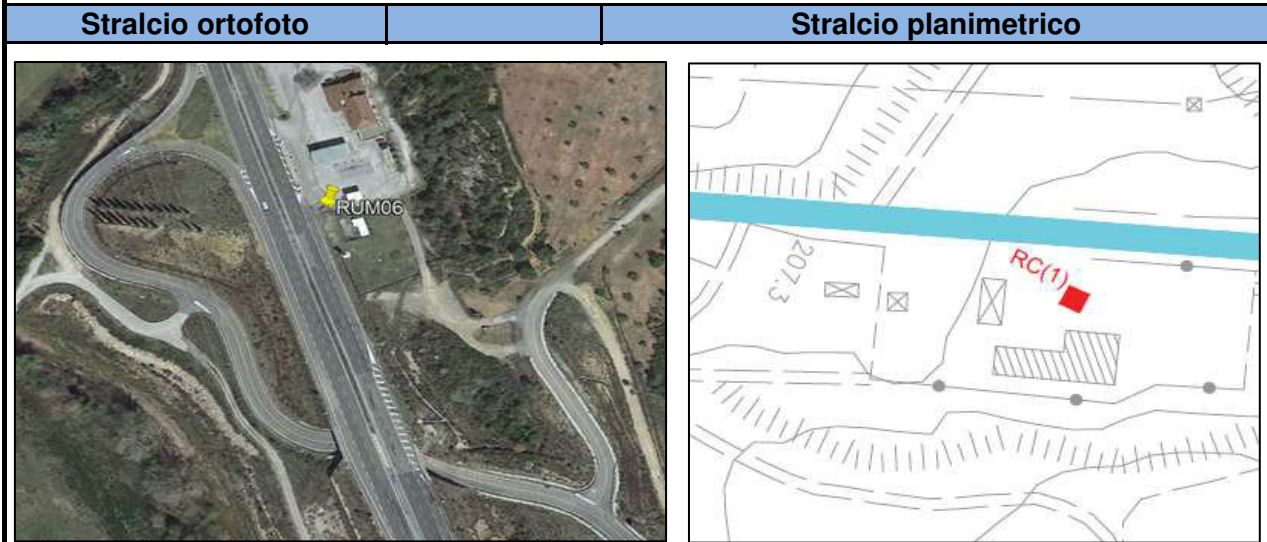 Stralcio ortofoto
Stralcio planimetrico
RUM06
RC(1)
207.3